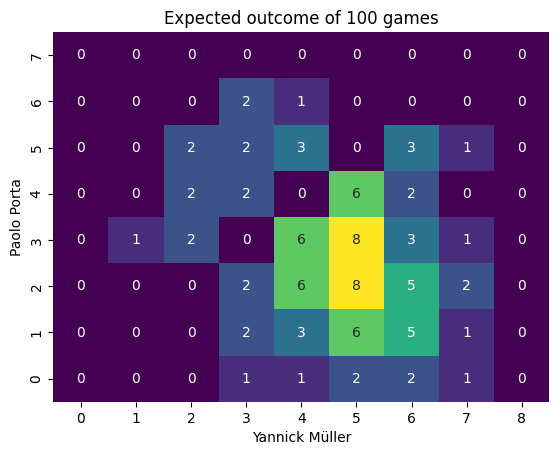 Expected outcome of 100 games
Paolo Porta
7 0 0 0 0 0 0 0 0 0
6 0 0 0 2 1 0 0 0 0
5 0 0 2 2 3 0 3 1 0
4 0 0 2 2 0 6 2 0 0
3 0 1 2 0 6 8 3 1 0
2 0 0 0 2 6 8 5 2 0
1 0 0 0 2 3 6 5 1 0
0 0 0 0 1 1 2 2 1 0
0 1 2 3 4 5 6 7 8
Yannick Müller